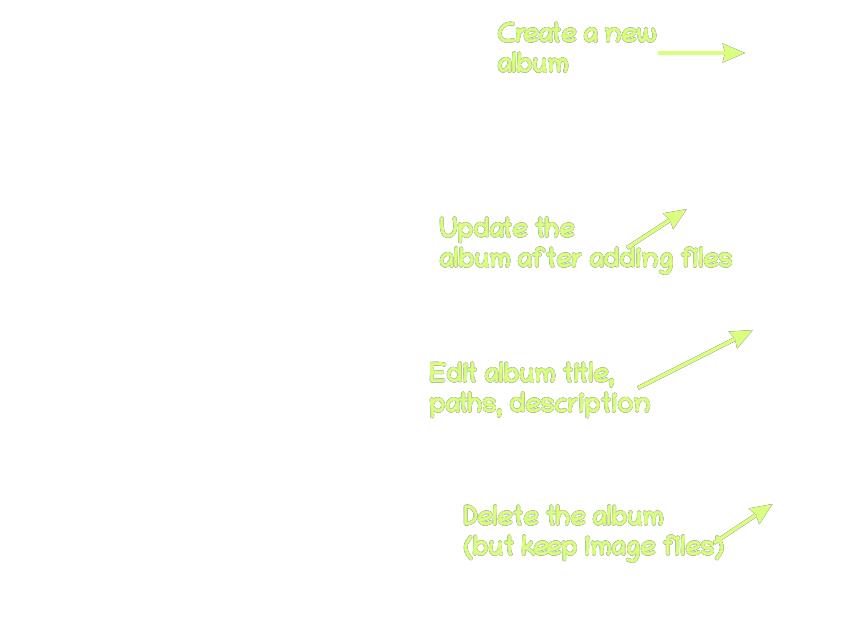 Create a new
album
Update the
album after adding files
Edit album title,
paths, description
Delete the album
(but keep image files)